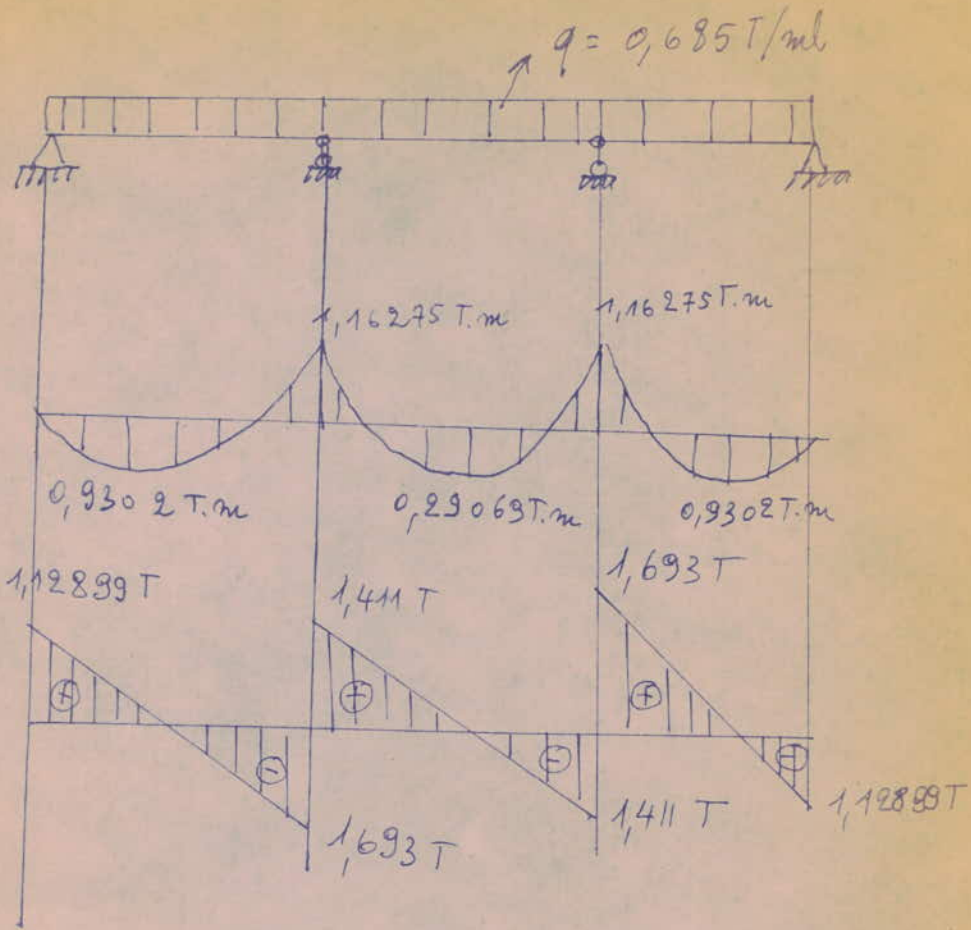 q = 0,685 T/ml
1,16275 T.m
1,16275 T.m
0,9302 T.m
0,29069 T.m
0,9302 T.m
1,12899 T
1,411 T
1,693 T
+
+
+
-
-
-
1,693 T
1,411 T
1,12899 T